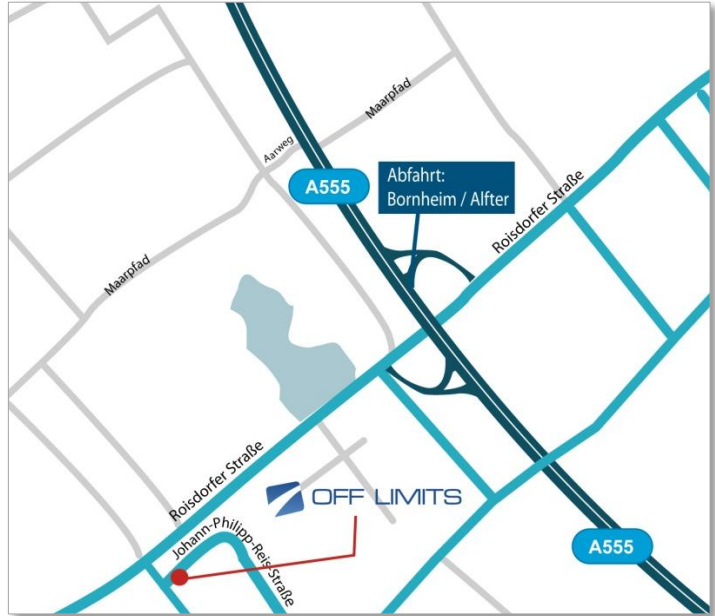 Maarpfad
Aarweg
A555
Abfahrt:
Bornheim / Alfter
Roisdorfer Straße
Maarpfad
Roisdorfer Straße
OFF LIMITS
Johann-Philipp-Reis-Straße
A555